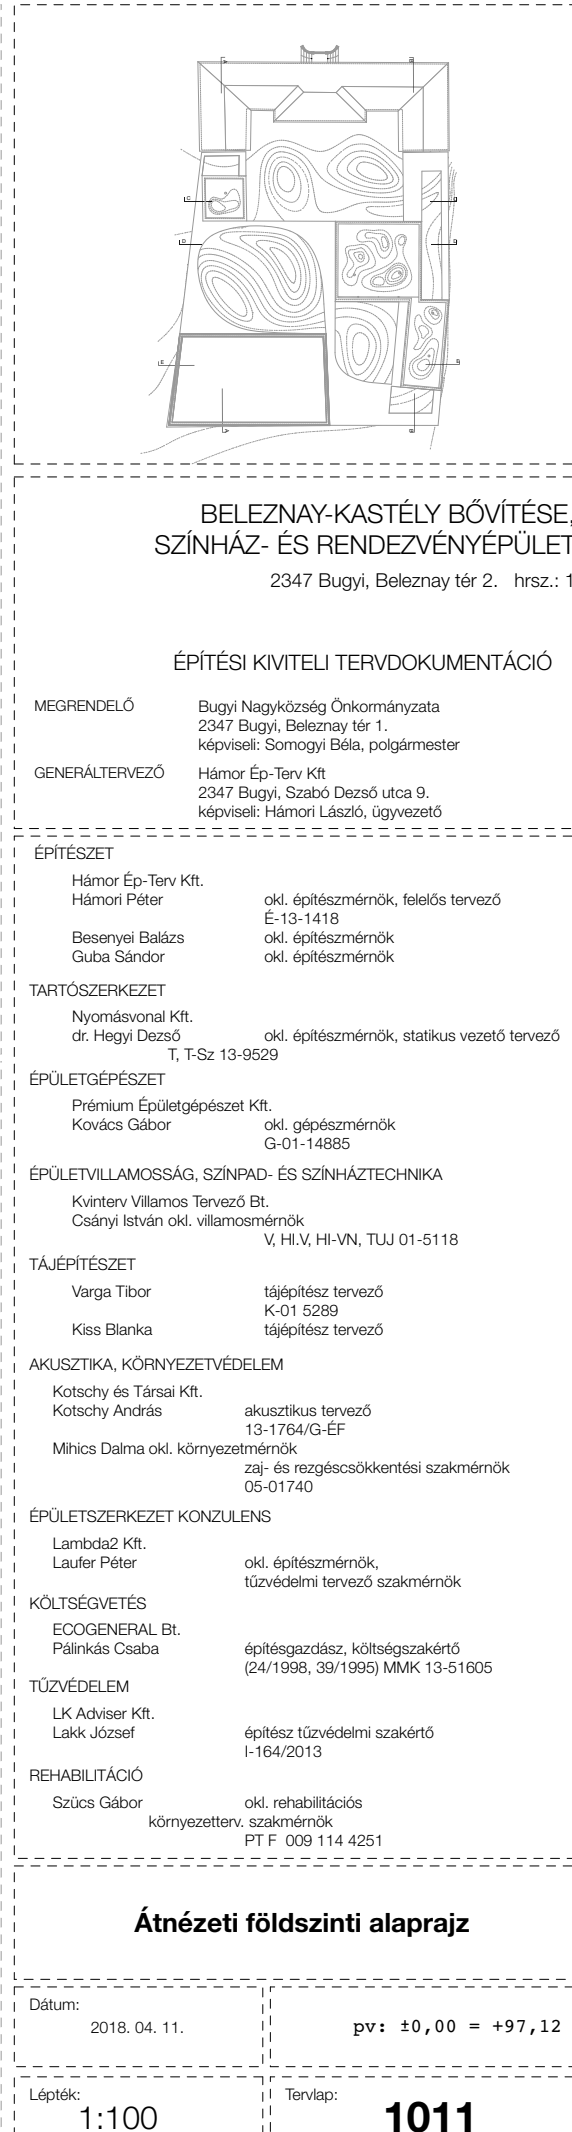 BELEZNAY-KASTÉLY BŐVÍTÉSE,
SZÍNHÁZ- ÉS RENDEZVÉNYÉPÜLET
2347 Bugyi, Beleznay tér 2. hrsz.: 1
ÉPÍTÉSI KIVITELI TERVDOKUMENTÁCIÓ
MEGRENDELŐ Bugyi Nagyközség Önkormányzata
2347 Bugyi, Beleznay tér 1.
képviseli: Somogyi Béla, polgármester
GENERÁLTERVEZŐ Hámor Ép-Terv Kft
2347 Bugyi, Szabó Dezső utca 9.
képviseli: Hámori László, ügyvezető
ÉPÍTÉSZET
Hámor Ép-Terv Kft.
Hámori Péter okl. építészmérnök, felelős tervező
É-13-1418
Besenyei Balázs okl. építészmérnök
Guba Sándor okl. építészmérnök
TARTÓSZERKEZET
Nyomásvonal Kft.
dr. Hegyi Dezső okl. építészmérnök, statikus vezető tervező
T, T-Sz 13-9529
ÉPÜLETGÉPÉSZET
Prémium Épületgépészet Kft.
Kovács Gábor okl. gépészmérnök
G-01-14885
ÉPÜLETVILLAMOSSÁG, SZÍNPAD- ÉS SZÍNHÁZTECHNIKA
Kvinterv Villamos Tervező Bt.
Csányi István okl. villamosmérnök
V, HI.V, HI-VN, TUJ 01-5118
TÁJÉPÍTÉSZET
Varga Tibor tájépítész tervező
K-01 5289
Kiss Blanka tájépítész tervező
AKUSZTIKA, KÖRNYEZETVÉDELEM
Kotschy és Társai Kft.
Kotschy András akusztikus tervező
13-1764/G-ÉF
Mihics Dalma okl. környezetmérnök
zaj- és rezgéscsökkentési szakmérnök
05-01740
ÉPÜLETSZERKEZET KONZULENS
Lambda2 Kft.
Laufer Péter okl. építészmérnök,
tűzvédelmi tervező szakmérnök
KÖLTSÉGVETÉS
ECOGENERAL Bt.
Pálinkás Csaba építésgazdász, költségszakértő
(24/1998, 39/1995) MMK 13-51605
TŰZVÉDELEM
LK Adviser Kft.
Lakk József építész tűzvédelmi szakértő
I-164/2013
REHABILITÁCIÓ
Szücs Gábor okl. rehabilitációs
környezetterv. szakmérnök
PT F 009 114 4251
Átnézeti földszinti alaprajz
Dátum:
2018. 04. 11. pv: ±0,00 = +97,12
Lépték: Tervlap:
1:100 1011